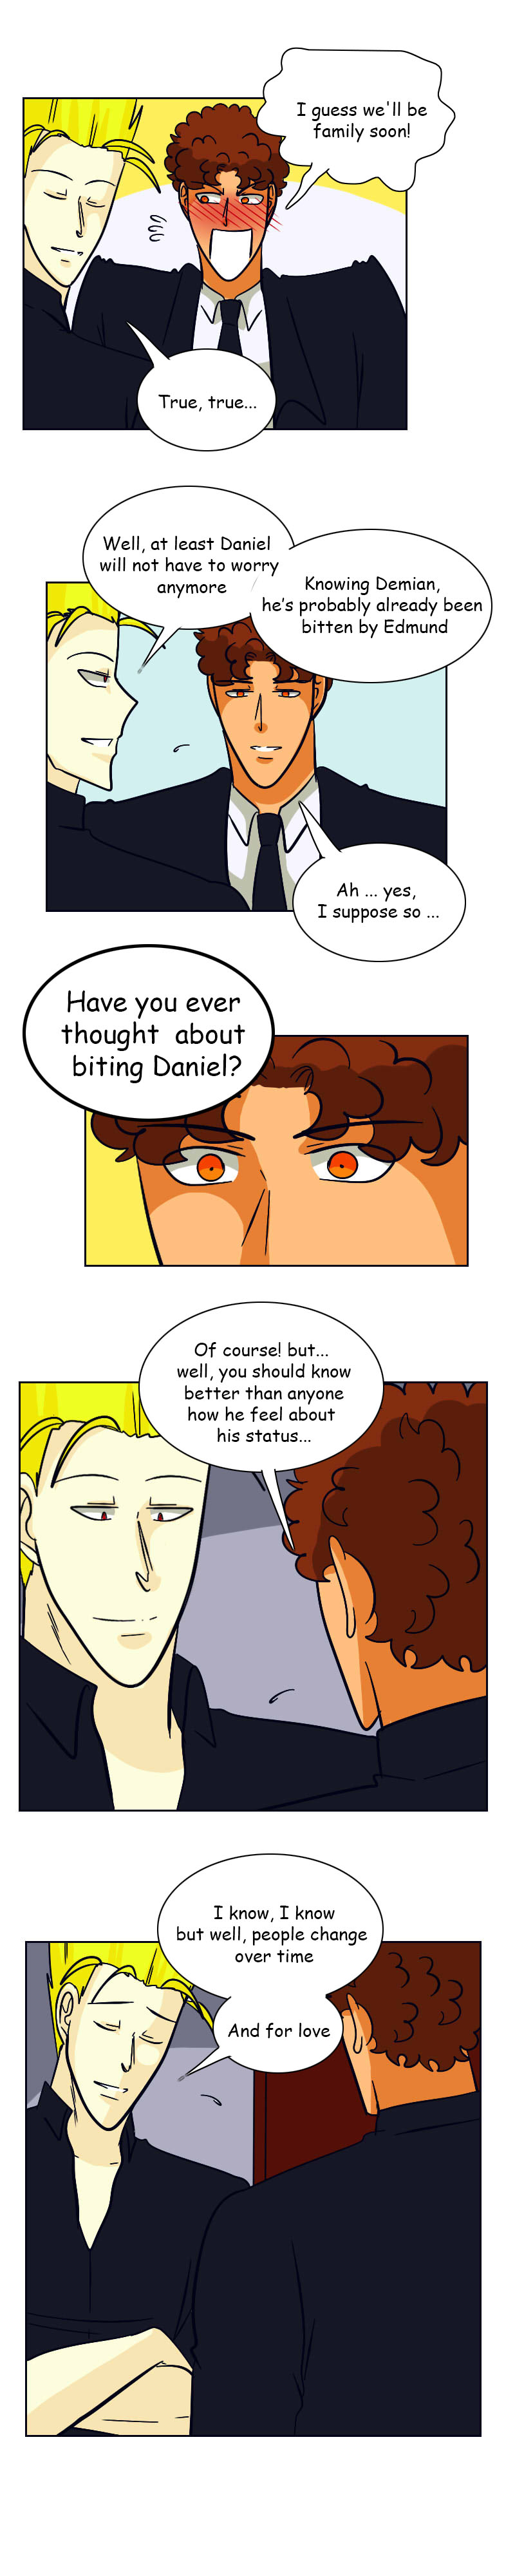 I guess we'll be
family soon!
True, true...
Well, at least Daniel
will not have to worry
anymore
Knowing Demian,
he's probably already been
bitten by Edmund
Ah ... yes,
I suppose so ...
Have you ever
thought about
biting Daniel?
Of course! but...
well, you should know
better than anyone
how he feel about
his status...
I know, I know
but well, people change
over time
And for love